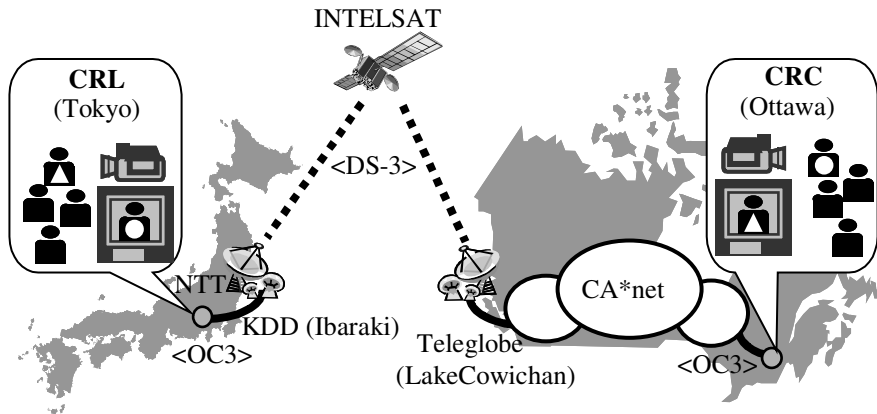 INTELSAT
CRL
(Tokyo)
CRC
(Ottawa)
<DS-3>
NTT
KDD (Ibaraki)
<OC3>
CA*net
Teleglobe
(LakeCowichan)
<OC3>